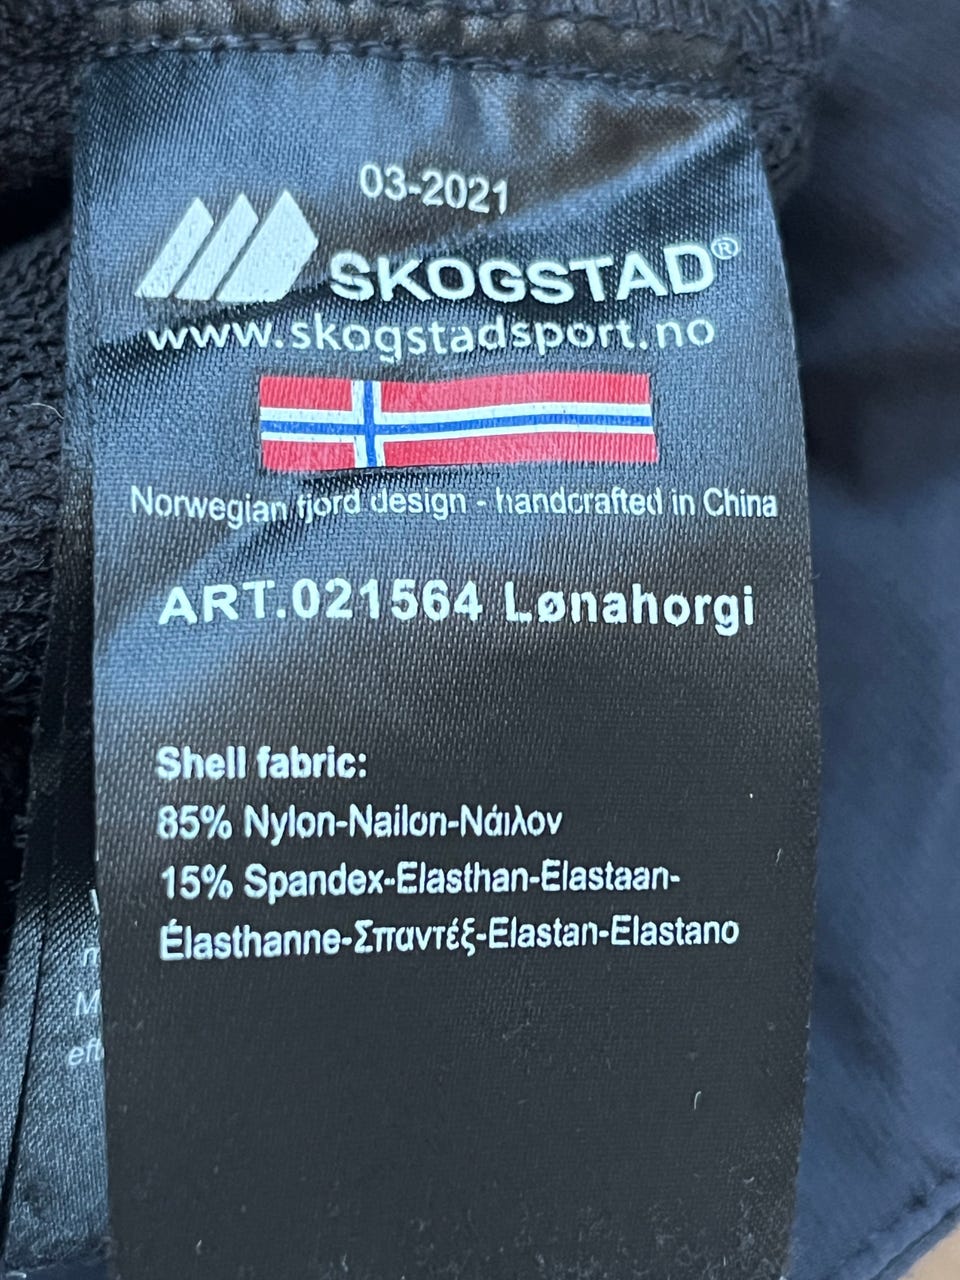 03-2021
SKOGSTAD®
www.skogstadsport.no
Norwegian fjord design - handcrafted in China
ART.021564 Lønahorgi
Shell fabric:
85% Nylon-Nailon-Νάιλον
15% Spandex-Elasthan-Elastaan-
Élasthanne-Σπαντέξ-Elastan-Elastano